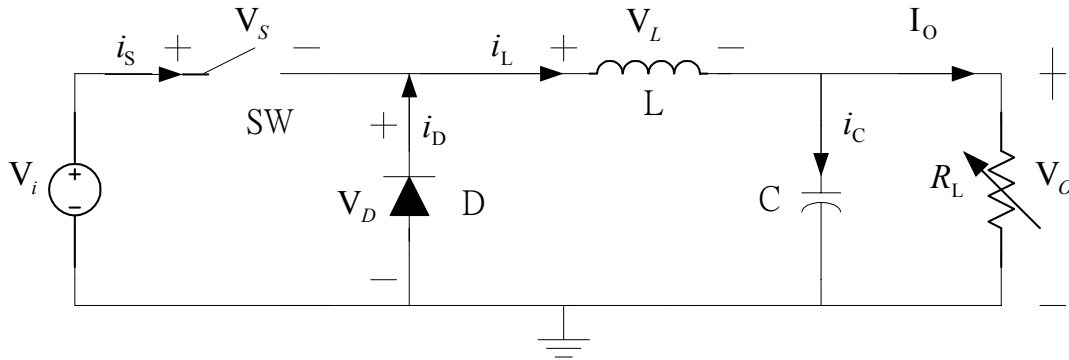 V_S
i_S + −
i_L + V_L −
I_O
SW
L
+
i_D
i_C
+
V_i
+
−
V_D
D
C
R_L
V_O
−
−